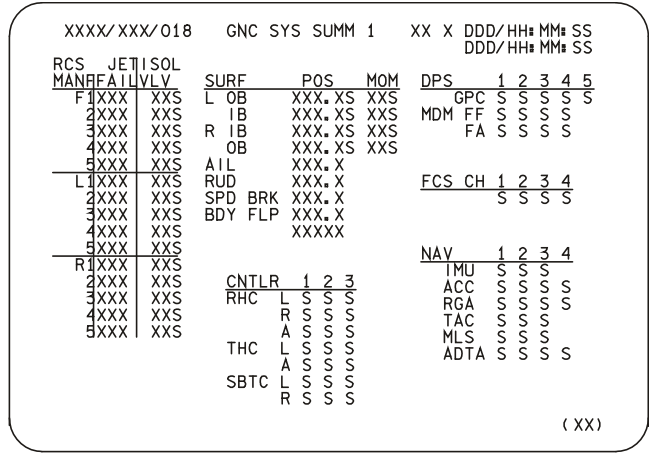 XXXX/XXX/018 GNC SYS SUMM 1 XX X DDD/HH:MM:SS
DDD/HH:MM:SS
RCS JET ISOL
MANF FAIL VLV
F1 XXX XXS
2 XXX XXS
3 XXX XXS
4 XXX XXS
5 XXX XXS
L1 XXX XXS
2 XXX XXS
3 XXX XXS
4 XXX XXS
5 XXX XXS
R1 XXX XXS
2 XXX XXS
3 XXX XXS
4 XXX XXS
5 XXX XXS
SURF POS MOM
L OB XXX.XS XXS
IB XXX.XS XXS
R IB XXX.XS XXS
OB XXX.XS XXS
AIL XXX.X
RUD XXX.X
SPD BRK XXX.X
BDY FLP XXX.X
XXXXX
CNTLR 1 2 3
RHC L S S S
R S S S
A S S S
THC L S S S
A S S S
SBTC L S S S
R S S S
DPS 1 2 3 4 5
GPC S S S S S
MDM FF S S S S
FA S S S S
FCS CH 1 2 3 4
S S S S
NAV 1 2 3 4
IMU S S S
ACC S S S S
RGA S S S S
TAC S S S
MLS S S S
ADTA S S S S
(XX)